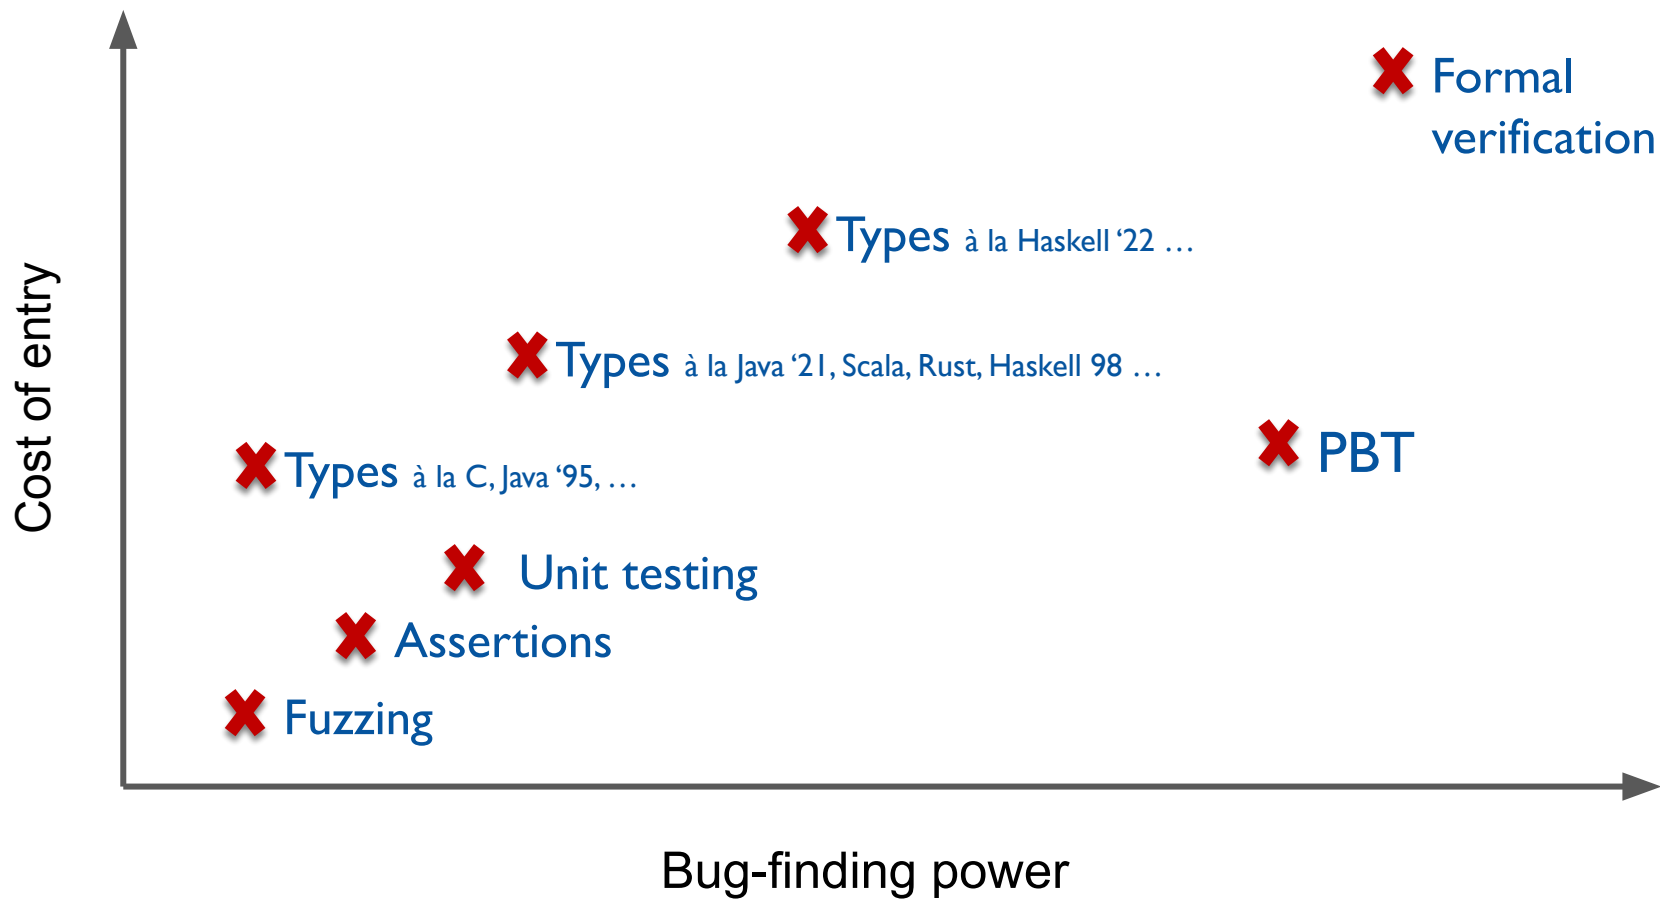 Formal
verification
Types à la Haskell ‘22 …
Types à la Java ‘21, Scala, Rust, Haskell 98 …
PBT
Types à la C, Java ‘95, …
Unit testing
Assertions
Fuzzing
Cost of entry
Bug-finding power